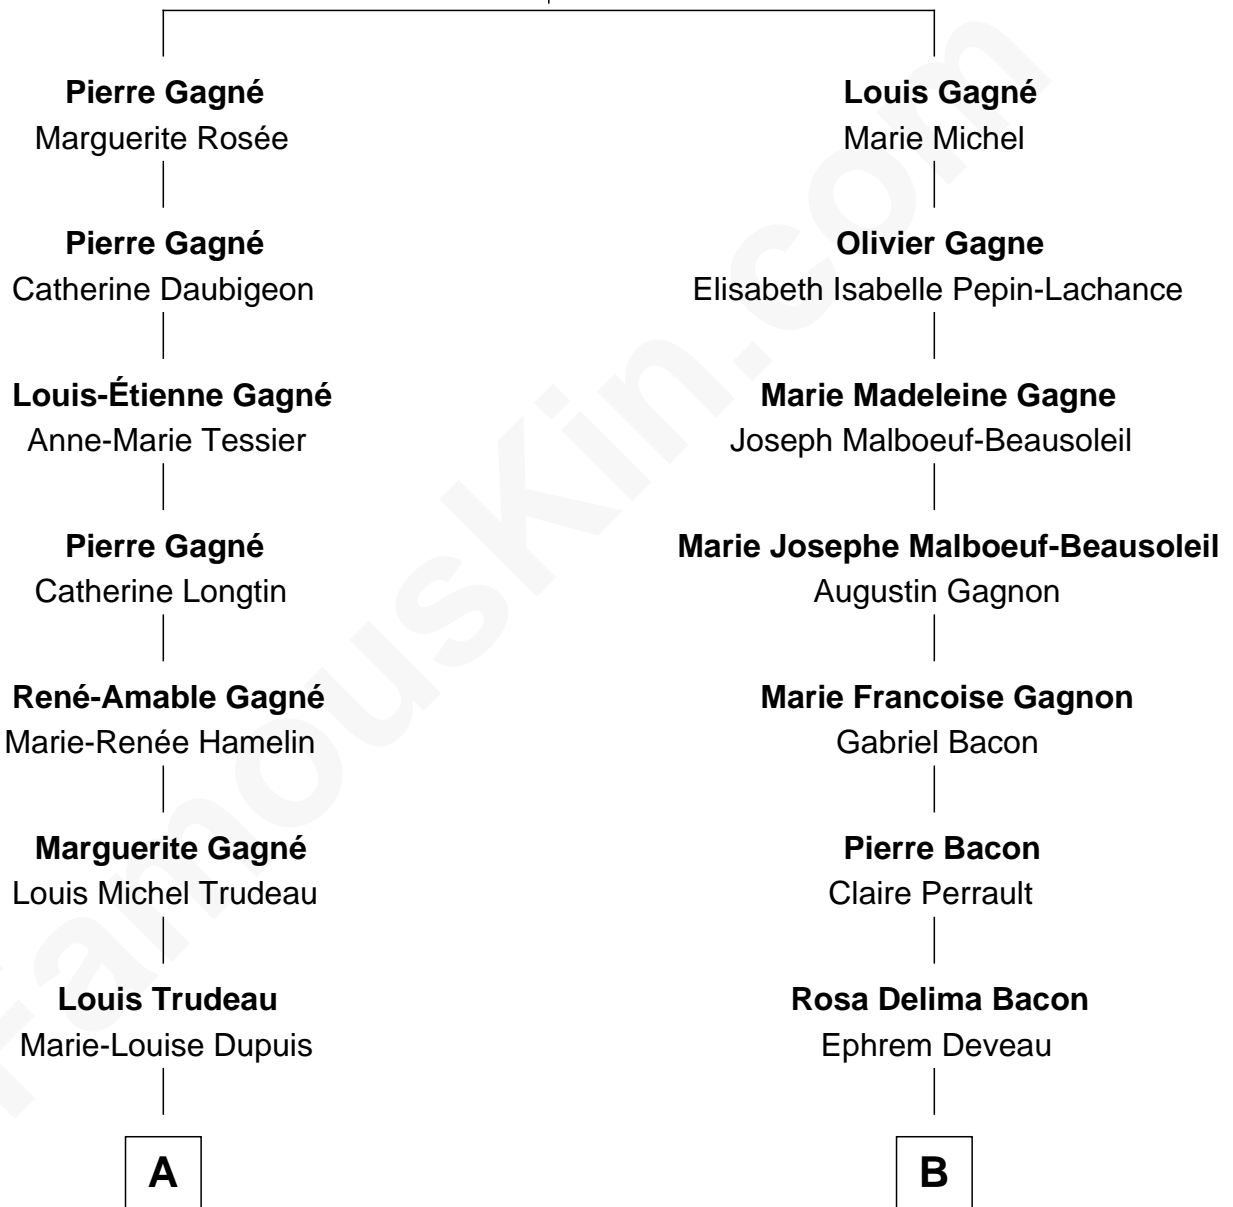 Pierre Gagné
Marguerite Rosée
Pierre Gagné
Catherine Daubigeon
Louis-Étienne Gagné
Anne-Marie Tessier
Pierre Gagné
Catherine Longtin
René-Amable Gagné
Marie-Renée Hamelin
Marguerite Gagné
Louis Michel Trudeau
Louis Trudeau
Marie-Louise Dupuis
A
Louis Gagné
Marie Michel
Olivier Gagne
Elisabeth Isabelle Pepin-Lachance
Marie Madeleine Gagne
Joseph Malboeuf-Beausoleil
Marie Josephe Malboeuf-Beausoleil
Augustin Gagnon
Marie Francoise Gagnon
Gabriel Bacon
Pierre Bacon
Claire Perrault
Rosa Delima Bacon
Ephrem Deveau
B
FamousKin.com